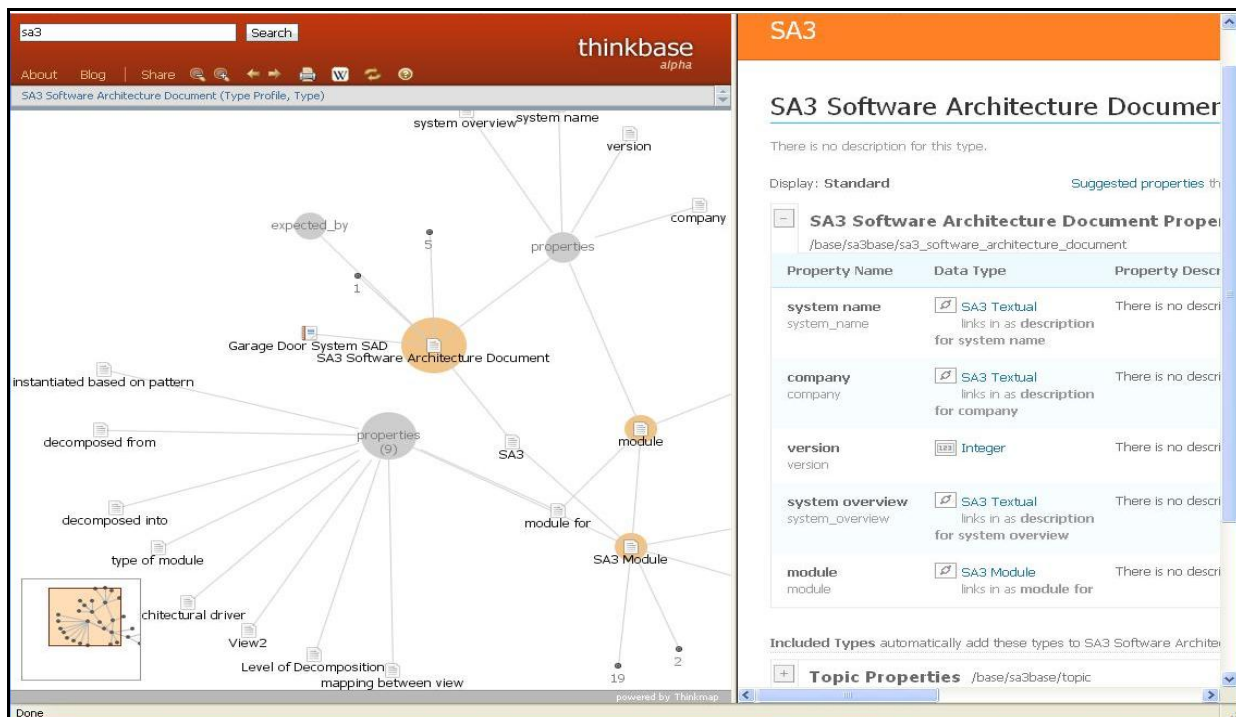 sa3
Search
thinkbase
alpha
About Blog | Share W
SA3 Software Architecture Document (Type Profile, Type)
system overview
system name
version
company
expected_by
5
properties
1
Garage Door System SAD
SA3 Software Architecture Document
instantiated based on pattern
decomposed from
properties
(9)
module
SA3
decomposed into
module for
type of module
SA3 Module
chitectural driver
View2
Level of Decomposition
mapping between view
19
2
powered by Thinkmap
Done
SA3
SA3 Software Architecture Documen
There is no description for this type.
Display: Standard
Suggested properties th
SA3 Software Architecture Document Proper
/base/sa3base/sa3_software_architecture_document
Property Name Data Type Property Descr
system name SA3 Textual There is no descri
system_name links in as description
for system name
company SA3 Textual There is no descri
company links in as description
for company
version 123 Integer There is no descri
version
system overview SA3 Textual There is no descri
system_overview links in as description
for system overview
module SA3 Module There is no descri
module links in as module for
Included Types automatically add these types to SA3 Software Archite
Topic Properties /base/sa3base/topic